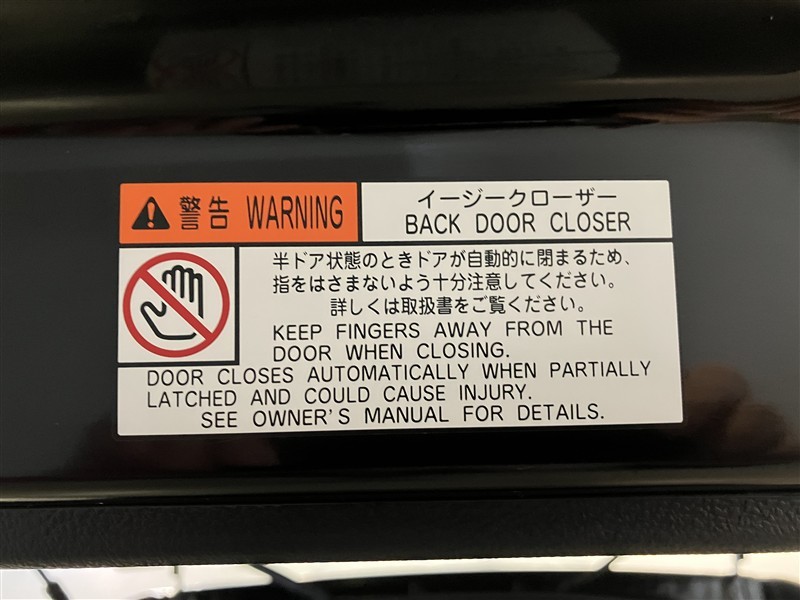 警告 WARNING
イージークローザー
BACK DOOR CLOSER
半ドア状態のときドアが自動的に閉まるため、
指をはさまないよう十分注意してください。
詳しくは取扱書をご覧ください。
KEEP FINGERS AWAY FROM THE
DOOR WHEN CLOSING.
DOOR CLOSES AUTOMATICALLY WHEN PARTIALLY
LATCHED AND COULD CAUSE INJURY.
SEE OWNER'S MANUAL FOR DETAILS.